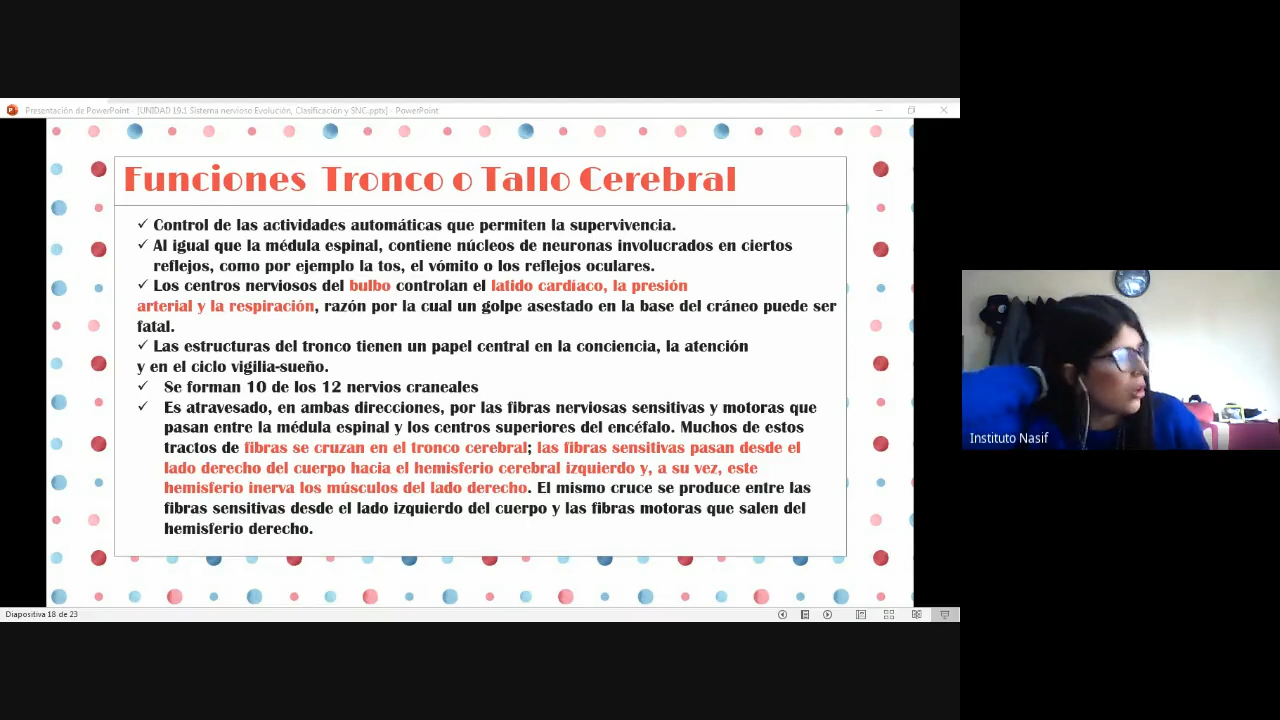 Presentación de PowerPoint - [UNIDAD 19.1 Sistema nervioso Evolución, Clasificación y SNC.pptx] - PowerPoint
Funciones Tronco o Tallo Cerebral
✓ Control de las actividades automáticas que permiten la supervivencia.
✓ Al igual que la médula espinal, contiene núcleos de neuronas involucrados en ciertos
reflejos, como por ejemplo la tos, el vómito o los reflejos oculares.
✓ Los centros nerviosos del bulbo controlan el latido cardíaco, la presión
arterial y la respiración, razón por la cual un golpe asestado en la base del cráneo puede ser
fatal.
✓ Las estructuras del tronco tienen un papel central en la conciencia, la atención
y en el ciclo vigilia-sueño.
✓ Se forman 10 de los 12 nervios craneales
✓ Es atravesado, en ambas direcciones, por las fibras nerviosas sensitivas y motoras que
pasan entre la médula espinal y los centros superiores del encéfalo. Muchos de estos
tractos de fibras se cruzan en el tronco cerebral; las fibras sensitivas pasan desde el
lado derecho del cuerpo hacia el hemisferio cerebral izquierdo y, a su vez, este
hemisferio inerva los músculos del lado derecho. El mismo cruce se produce entre las
fibras sensitivas desde el lado izquierdo del cuerpo y las fibras motoras que salen del
hemisferio derecho.
Instituto Nasif
Diapositiva 18 de 23